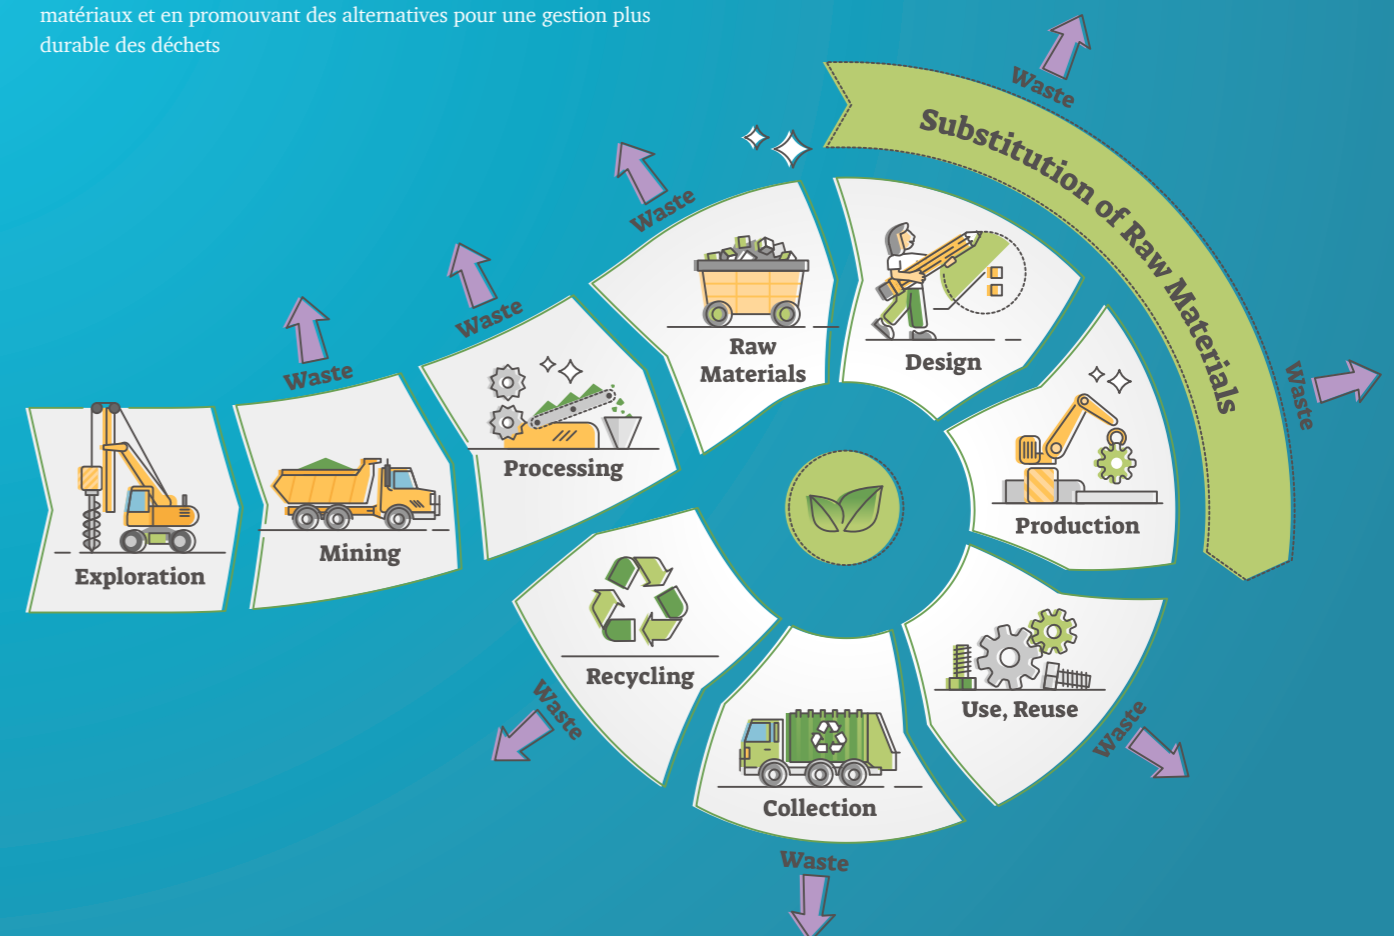 matériaux et en promouvant des alternatives pour une gestion plus
durable des déchets
Waste
Substitution of Raw Materials
Waste
Waste
Waste
Waste
Waste
Raw
Materials
Design
Processing
Production
Mining
Exploration
Recycling
Use, Reuse
Collection
Waste
Waste
Waste